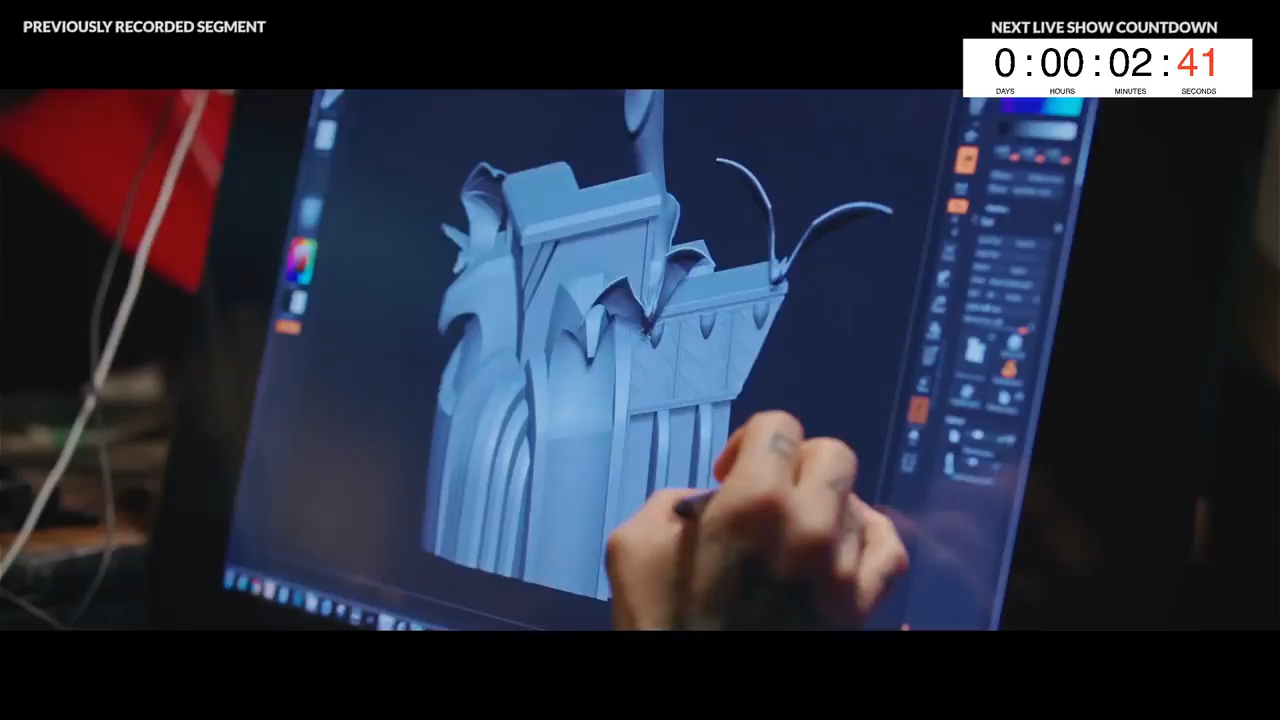 PREVIOUSLY RECORDED SEGMENT
NEXT LIVE SHOW COUNTDOWN
0 : 00 : 02 : 41
DAYS HOURS MINUTES SECONDS